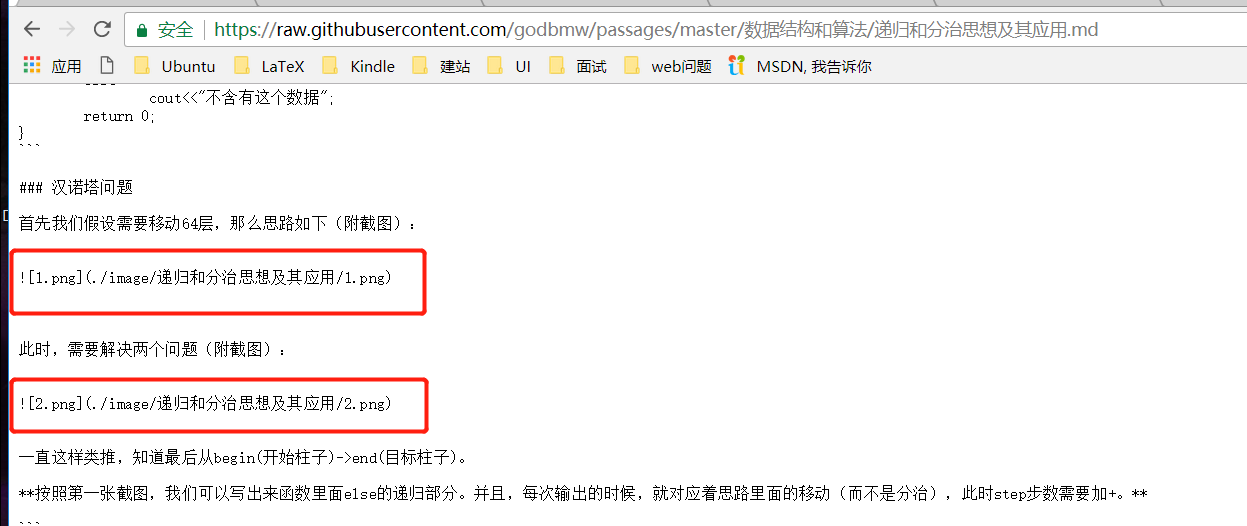 安全 https://raw.githubusercontent.com/godbmw/passages/master/数据结构和算法/递归和分治思想及其应用.md
应用 Ubuntu LaTeX Kindle 建站 UI 面试 web问题 MSDN, 我告诉你
cout<<"不含有这个数据";
return 0;
}
```
### 汉诺塔问题
首先我们假设需要移动64层，那么思路如下（附截图）：
![1.png](./image/递归和分治思想及其应用/1.png)
此时，需要解决两个问题（附截图）：
![2.png](./image/递归和分治思想及其应用/2.png)
一直这样类推，知道最后从begin(开始柱子)->end(目标柱子)。
**按照第一张截图，我们可以写出来函数里面else的递归部分。并且，每次输出的时候，就对应着思路里面的移动（而不是分治），此时step步数需要加+。**
```